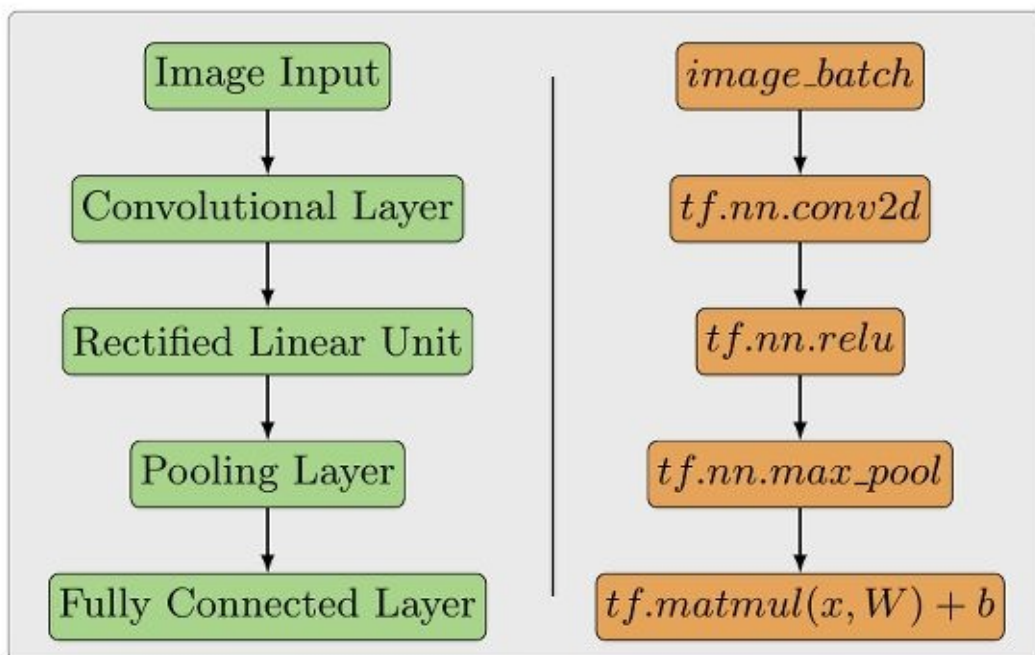 Image Input
Convolutional Layer
Rectified Linear Unit
Pooling Layer
Fully Connected Layer
image_batch
tf.nn.conv2d
tf.nn.relu
tf.nn.max_pool
tf.matmul(x, W) + b